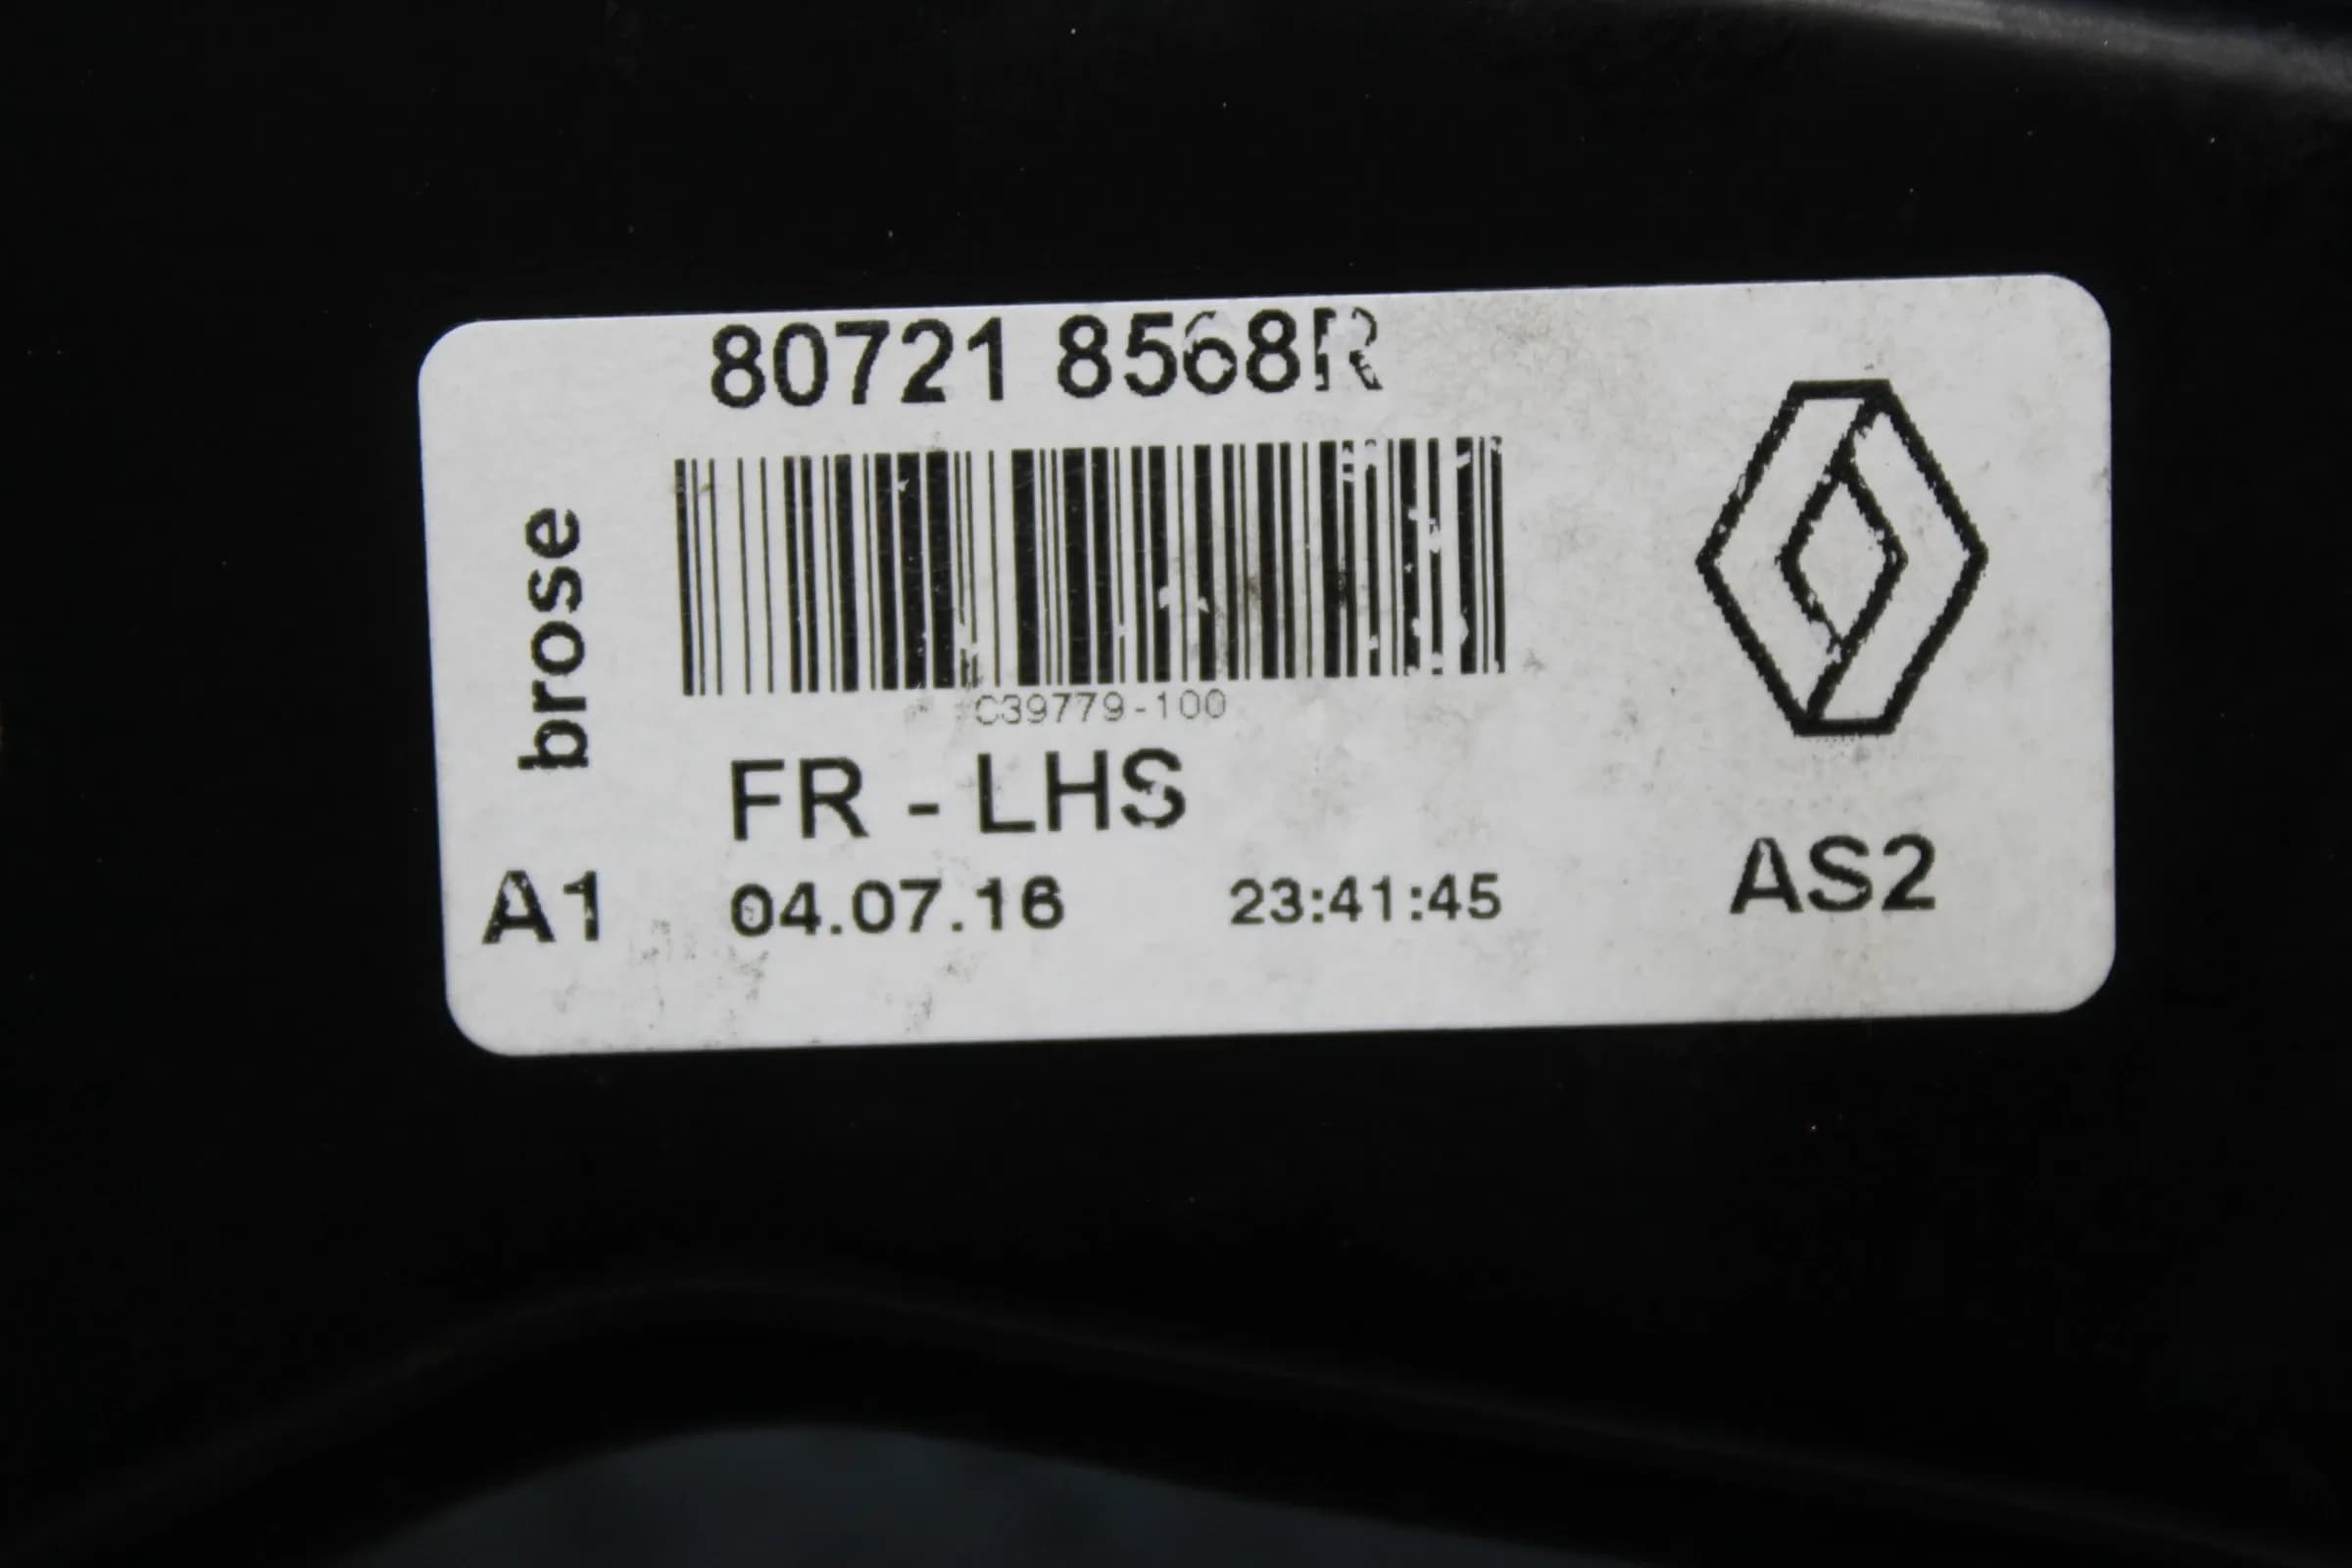 80721 8568R
brose
C39779-100
FR - LHS
A1 04.07.16 23:41:45 AS2